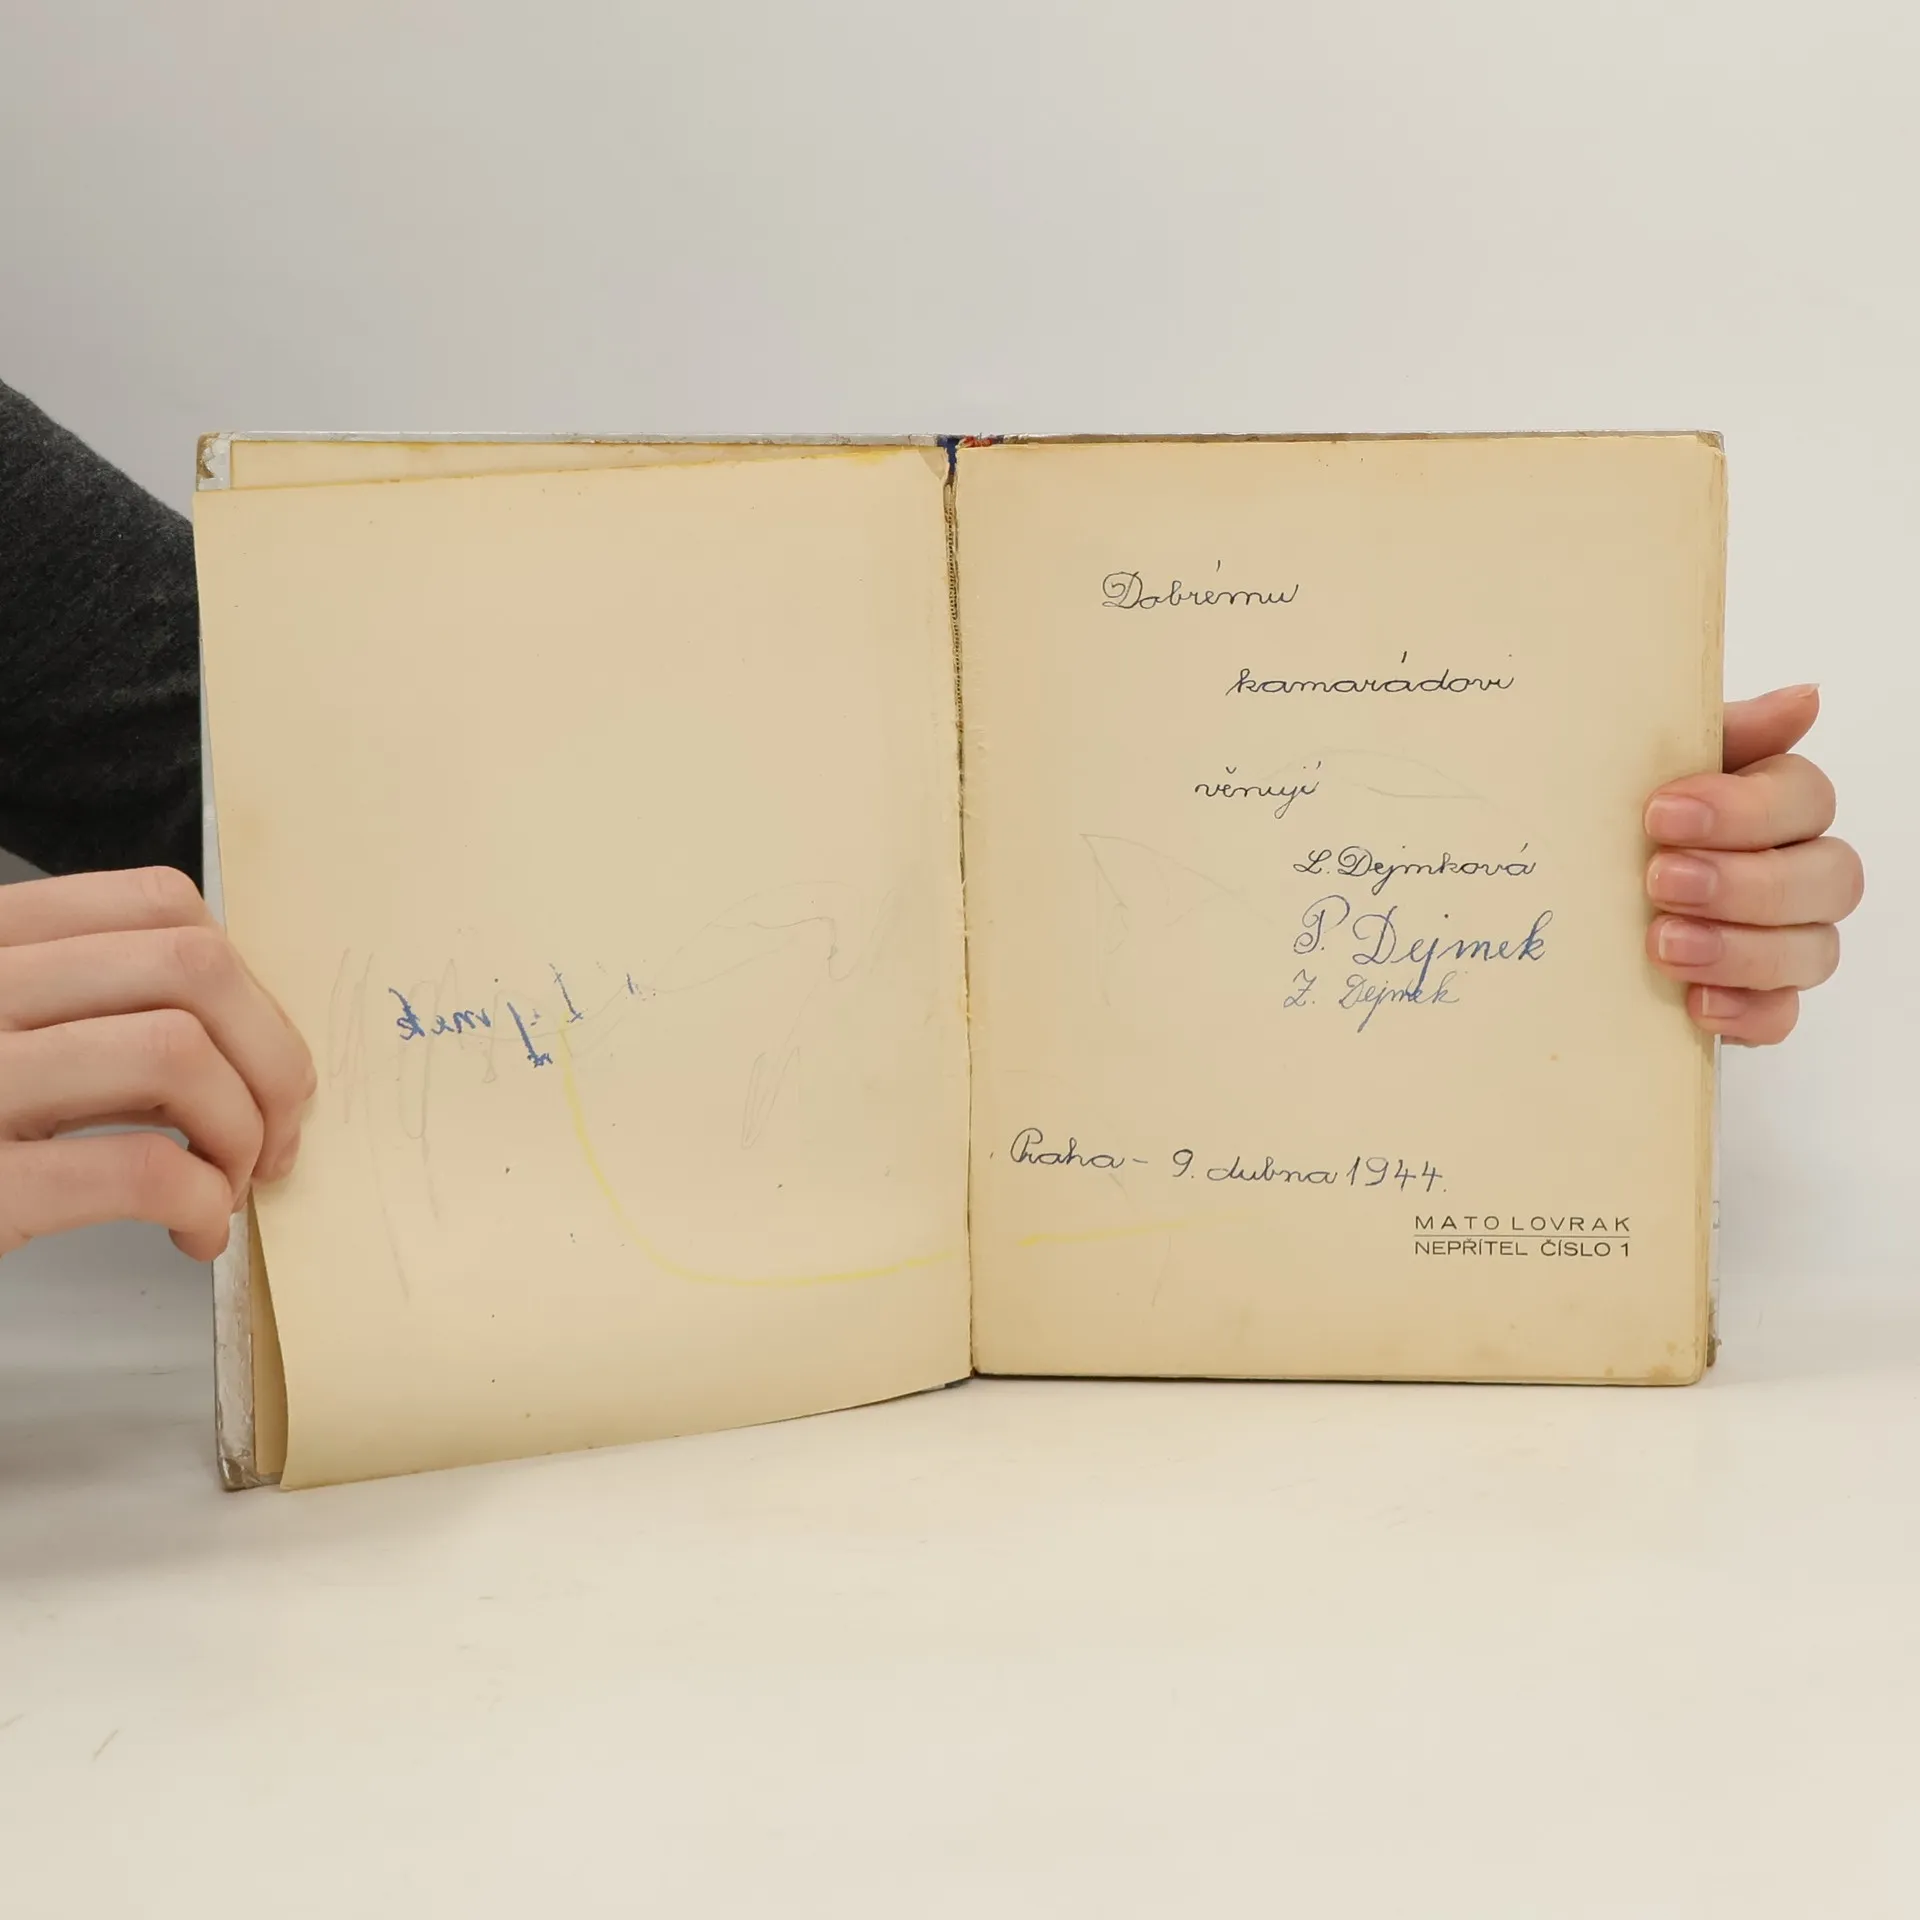 Dobrému
kamarádovi
věnují
L. Dejmková
P. Dejmek
Z. Dejmek
Praha – 9. dubna 1944.
MATO LOVRAK
NEPŘÍTEL ČÍSLO 1